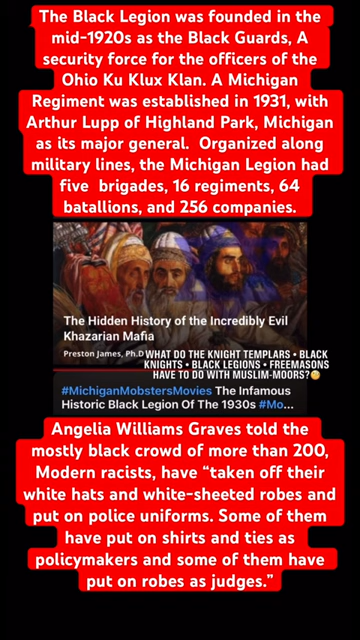 The Black Legion was founded in the
mid-1920s as the Black Guards, A
security force for the officers of the
Ohio Ku Klux Klan. A Michigan
Regiment was established in 1931, with
Arthur Lupp of Highland Park, Michigan
as its major general.  Organized along
military lines, the Michigan Legion had
five  brigades, 16 regiments, 64
batallions, and 256 companies.
The Hidden History of the Incredibly Evil
Khazarian Mafia
Preston James, Ph.D
WHAT DO THE KNIGHT TEMPLARS • BLACK
KNIGHTS • BLACK LEGIONS • FREEMASONS
HAVE TO DO WITH MUSLIM-MOORS?🤔
#MichiganMobstersMovies The Infamous
Historic Black Legion Of The 1930s #Mo...
Angelia Williams Graves told the
mostly black crowd of more than 200,
Modern racists, have “taken off their
white hats and white-sheeted robes and
put on police uniforms. Some of them
have put on shirts and ties as
policymakers and some of them have
put on robes as judges.”